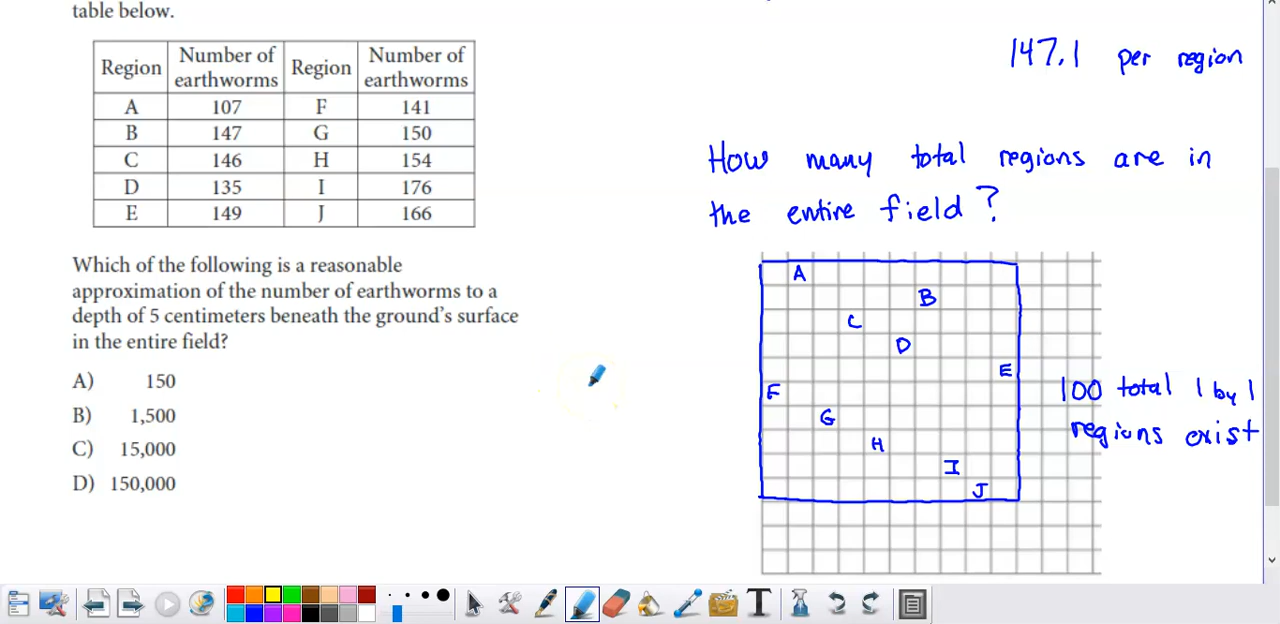 table below.
Region Number of earthworms Region Number of earthworms
A 107 F 141
B 147 G 150
C 146 H 154
D 135 I 176
E 149 J 166
Which of the following is a reasonable
approximation of the number of earthworms to a
depth of 5 centimeters beneath the ground's surface
in the entire field?
A) 150
B) 1,500
C) 15,000
D) 150,000
147.1 per region
How many total regions are in
the entire field?
A
B
C
D
E
F
G
H
I
J
100 total 1 by 1
regions exist
T